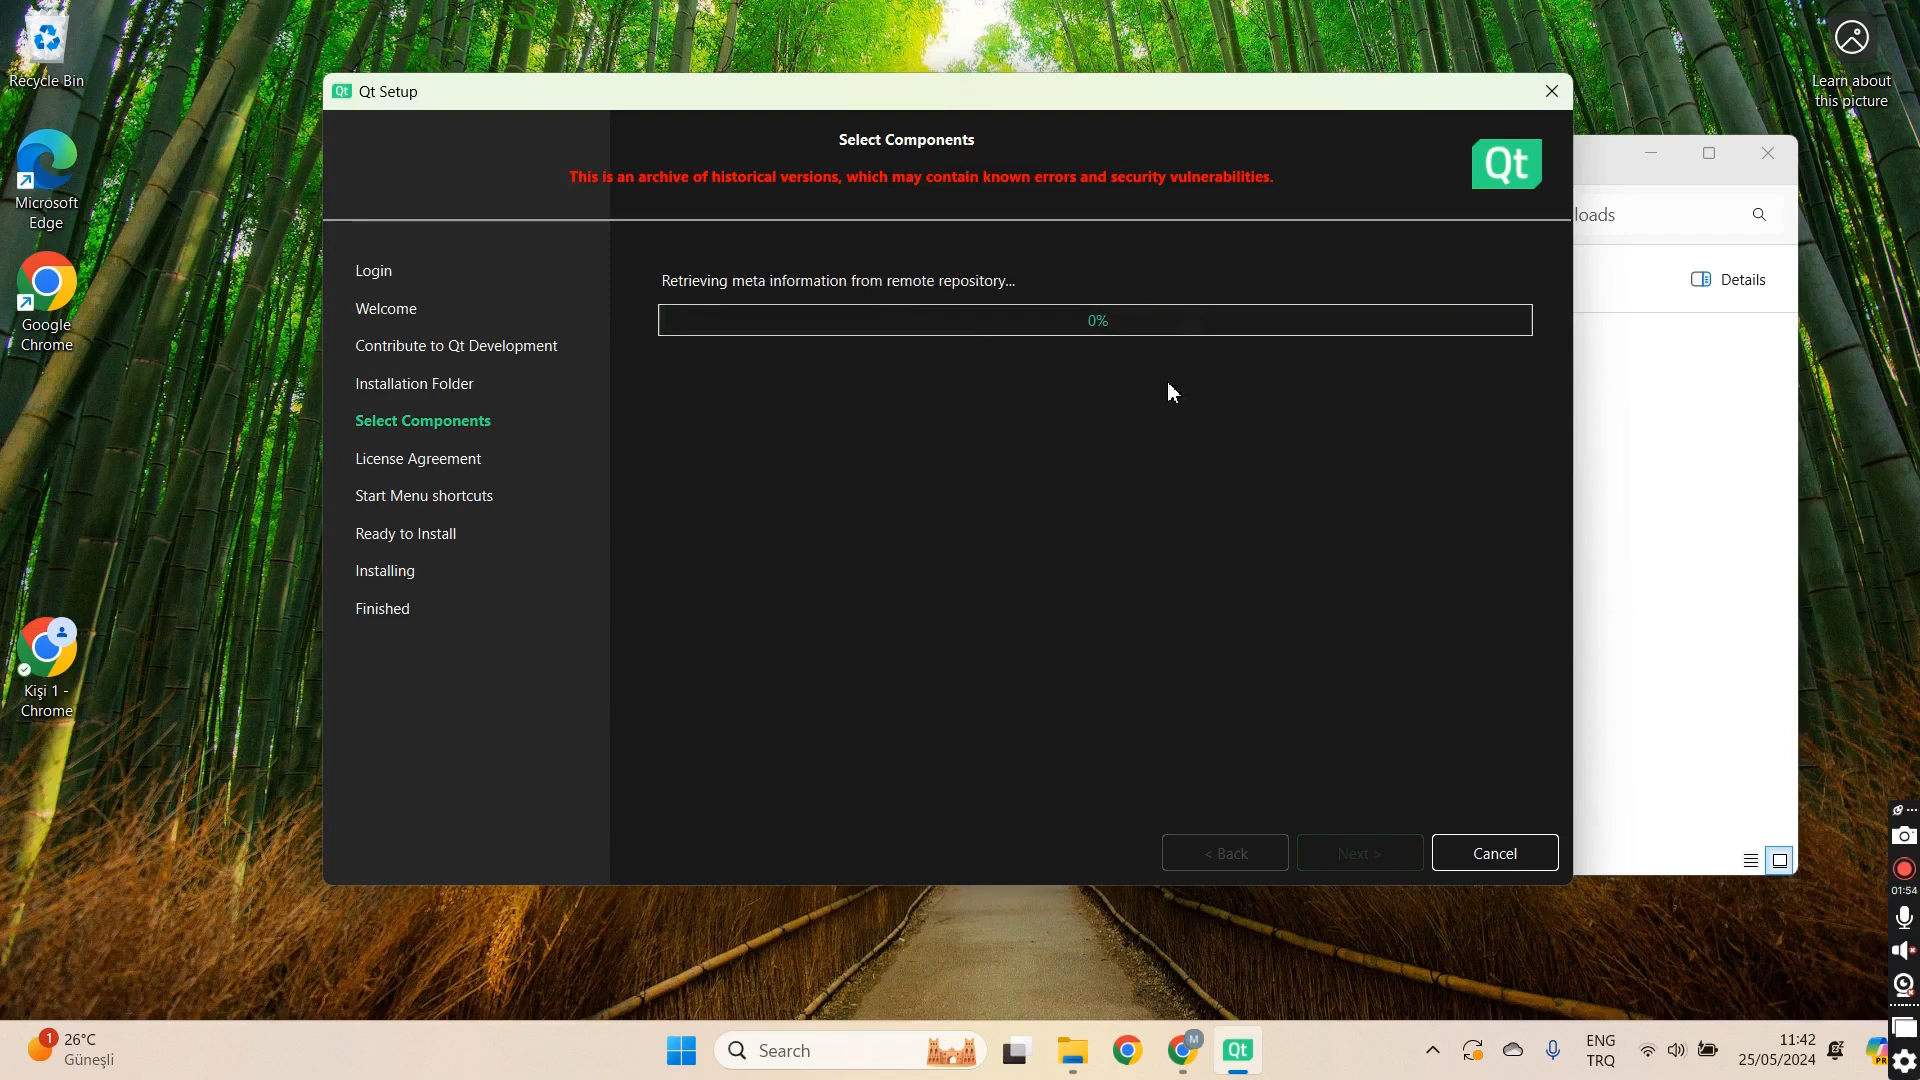 Recycle Bin
Microsoft
Edge
Google
Chrome
Kişi 1 -
Chrome
Learn about
this picture
Qt Qt Setup
Select Components
This is an archive of historical versions, which may contain known errors and security vulnerabilities.
Qt
Login
Welcome
Contribute to Qt Development
Installation Folder
Select Components
License Agreement
Start Menu shortcuts
Ready to Install
Installing
Finished
Retrieving meta information from remote repository...
0%
< Back
Next >
Cancel
loads
Details
01:54
1
26°C
Güneşli
Search
M
Qt
ENG
TRQ
11:42
25/05/2024
PRE